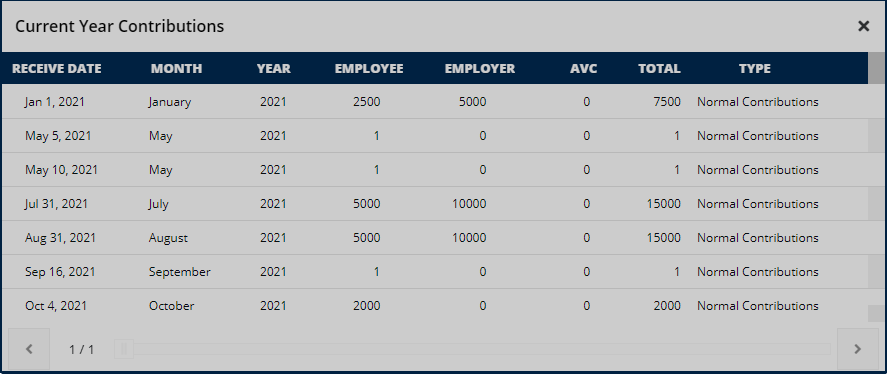 Current Year Contributions ×
RECEIVE DATE MONTH YEAR EMPLOYEE EMPLOYER AVC TOTAL TYPE
Jan 1, 2021 January 2021 2500 5000 0 7500 Normal Contributions
May 5, 2021 May 2021 1 0 0 1 Normal Contributions
May 10, 2021 May 2021 1 0 0 1 Normal Contributions
Jul 31, 2021 July 2021 5000 10000 0 15000 Normal Contributions
Aug 31, 2021 August 2021 5000 10000 0 15000 Normal Contributions
Sep 16, 2021 September 2021 1 0 0 1 Normal Contributions
Oct 4, 2021 October 2021 2000 0 0 2000 Normal Contributions
1 / 1